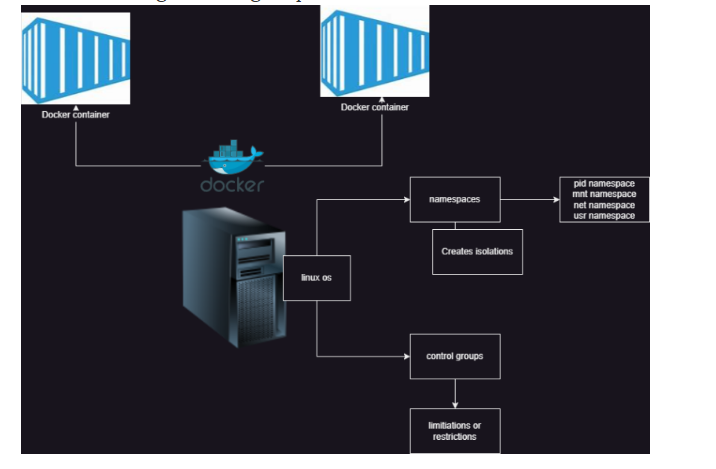 Docker container
Docker container
docker
namespaces
pid namespace
mnt namespace
net namespace
usr namespace
Creates isolations
linux os
control groups
limitiations or
restrictions